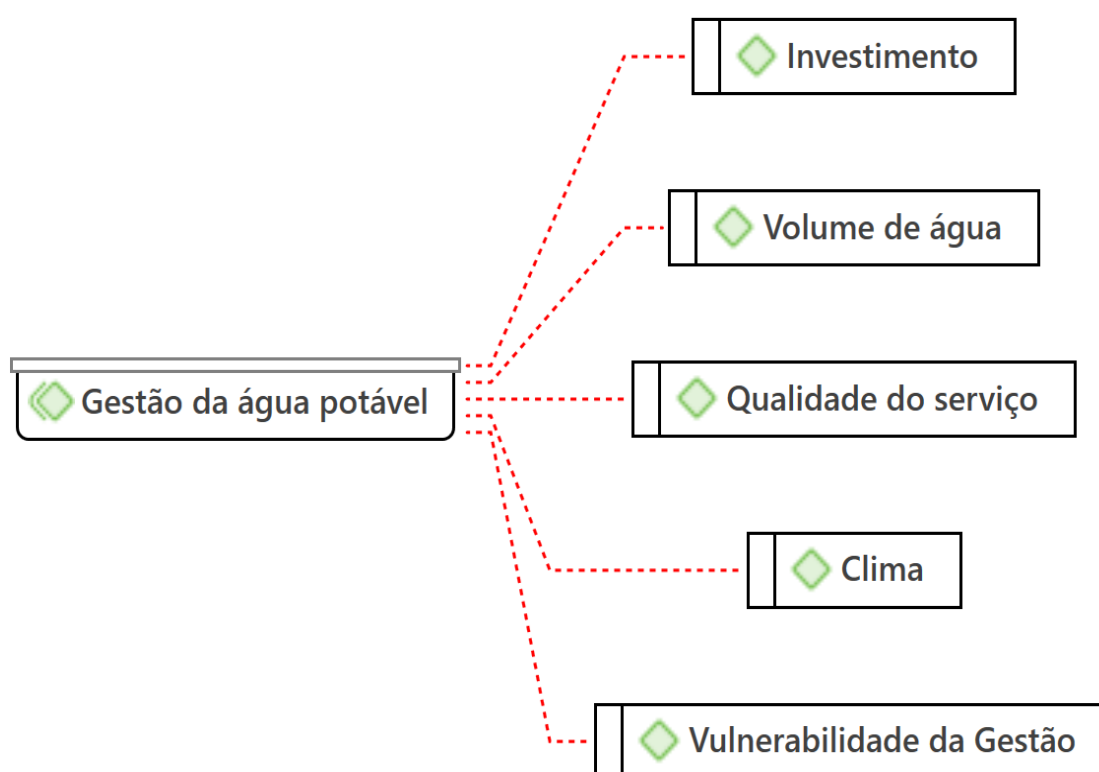 Investimento
Volume de água
Gestão da água potável
Qualidade do serviço
Clima
Vulnerabilidade da Gestão